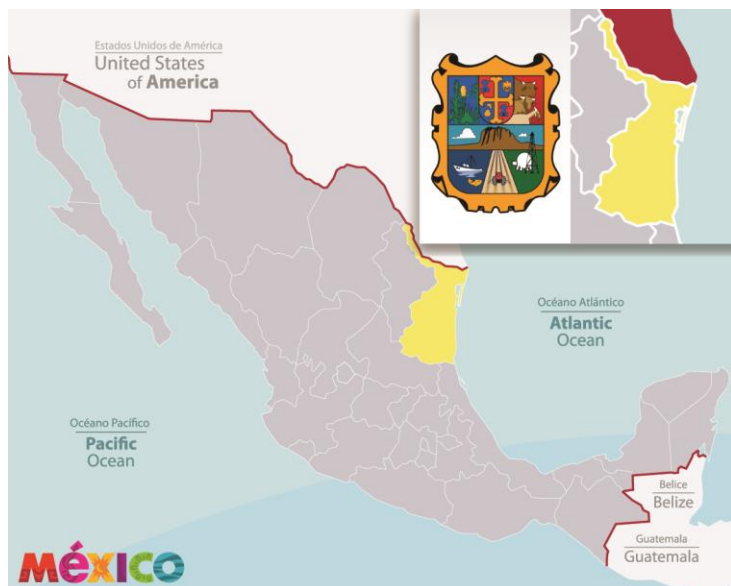 Estados Unidos de América
United States
of America
Océano Atlántico
Atlantic
Ocean
Océano Pacífico
Pacific
Ocean
Belice
Belize
Guatemala
Guatemala
méxico